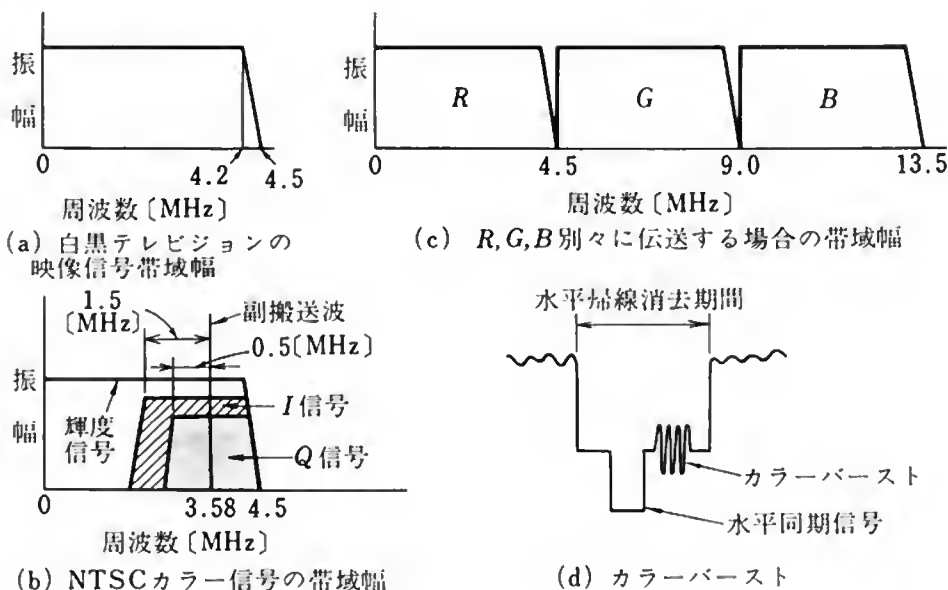 振
幅
0
4.2
4.5
周波数〔MHz〕
(a) 白黒テレビジョンの
映像信号帯域幅
振
幅
R
G
B
0
4.5
9.0
13.5
周波数〔MHz〕
(c) R,G,B別々に伝送する場合の帯域幅
1.5
〔MHz〕
副搬送波
0.5〔MHz〕
振
幅
輝度
信号
I信号
Q信号
0
3.58
4.5
周波数〔MHz〕
(b) NTSCカラー信号の帯域幅
水平帰線消去期間
カラーバースト
水平同期信号
(d) カラーバースト